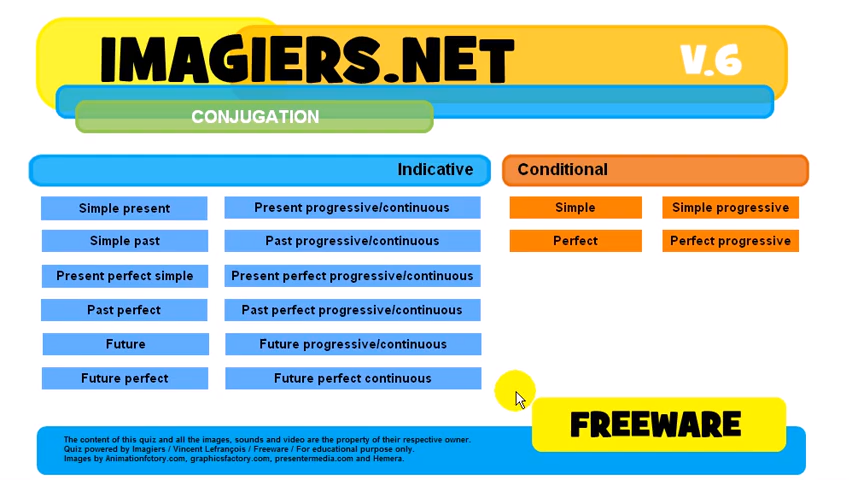 IMAGIERS.NET
V.6
CONJUGATION
Indicative
Conditional
Simple present
Present progressive/continuous
Simple
Simple progressive
Simple past
Past progressive/continuous
Perfect
Perfect progressive
Present perfect simple
Present perfect progressive/continuous
Past perfect
Past perfect progressive/continuous
Future
Future progressive/continuous
Future perfect
Future perfect continuous
FREEWARE
The content of this quiz and all the images, sounds and video are the property of their respective owner.
Quiz powered by Imagiers / Vincent Lefrançois / Freeware / For educational purpose only.
Images by Animationfotory.com, graphicsfactory.com, presentermedia.com and Hemera.